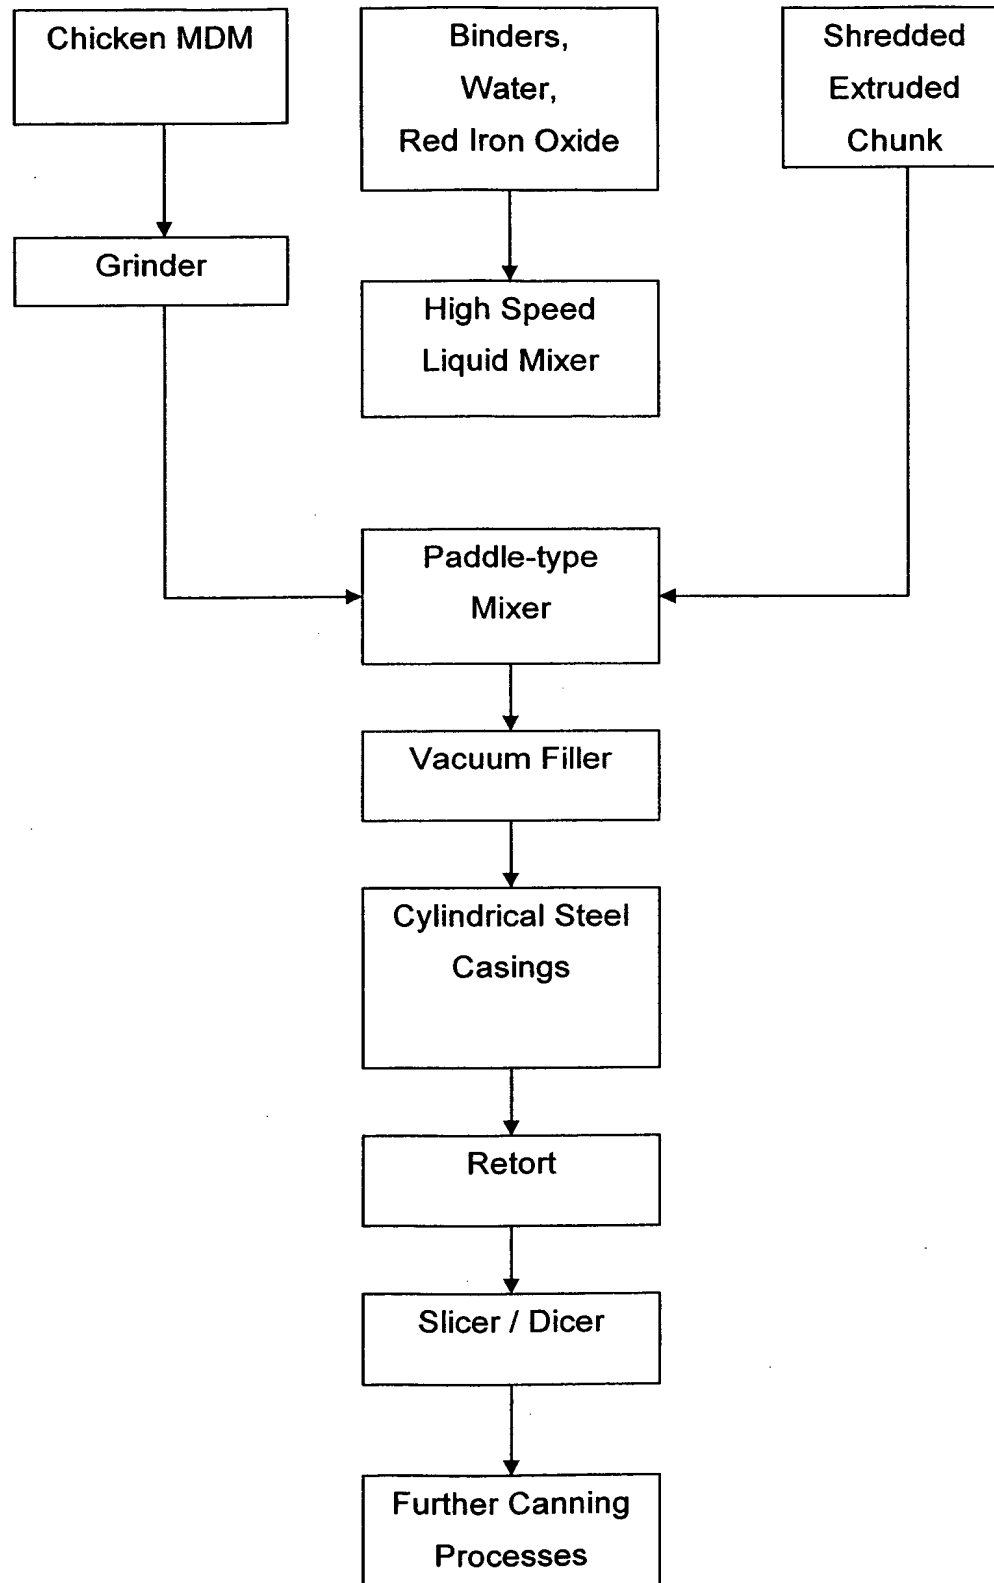 Chicken MDM
Binders,
Water,
Red Iron Oxide
Shredded
Extruded
Chunk
Grinder
High Speed
Liquid Mixer
Paddle-type
Mixer
Vacuum Filler
Cylindrical Steel
Casings
Retort
Slicer / Dicer
Further Canning
Processes